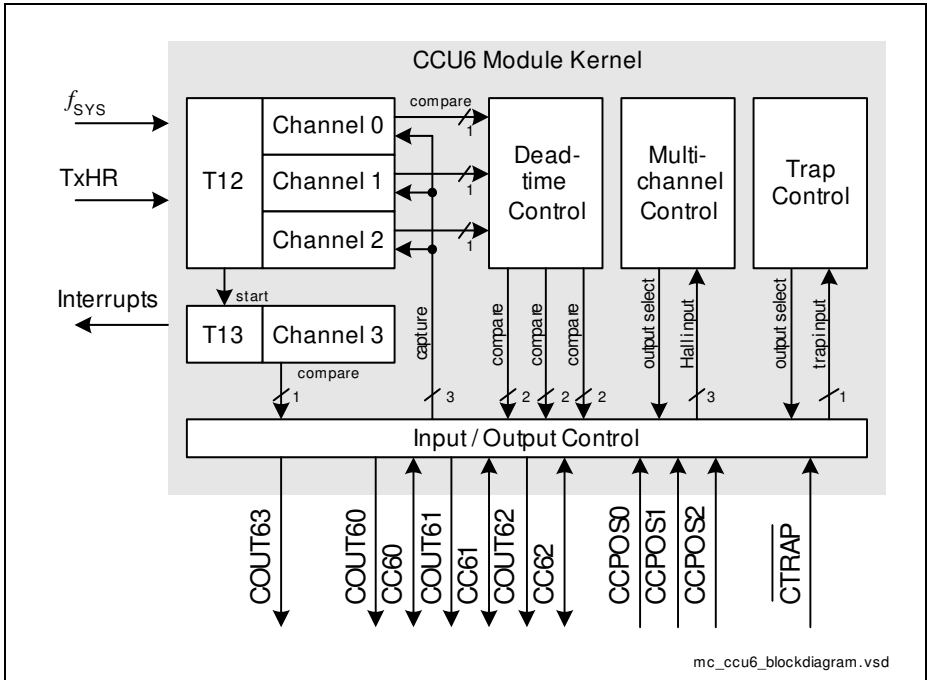 CCU6 Module Kernel
fSYS
TxHR
Interrupts
T12
Channel 0
Channel 1
Channel 2
compare
1
1
1
Dead-
time
Control
Multi-
channel
Control
Trap
Control
start
T13
Channel 3
compare
1
capture
3
compare
2
compare
2
compare
2
output select
Hall input
3
output select
trap input
1
Input / Output Control
COUT63
COUT60
CC60
COUT61
CC61
COUT62
CC62
CCPOS0
CCPOS1
CCPOS2
CTRAP
mc_ccu6_blockdiagram.vsd